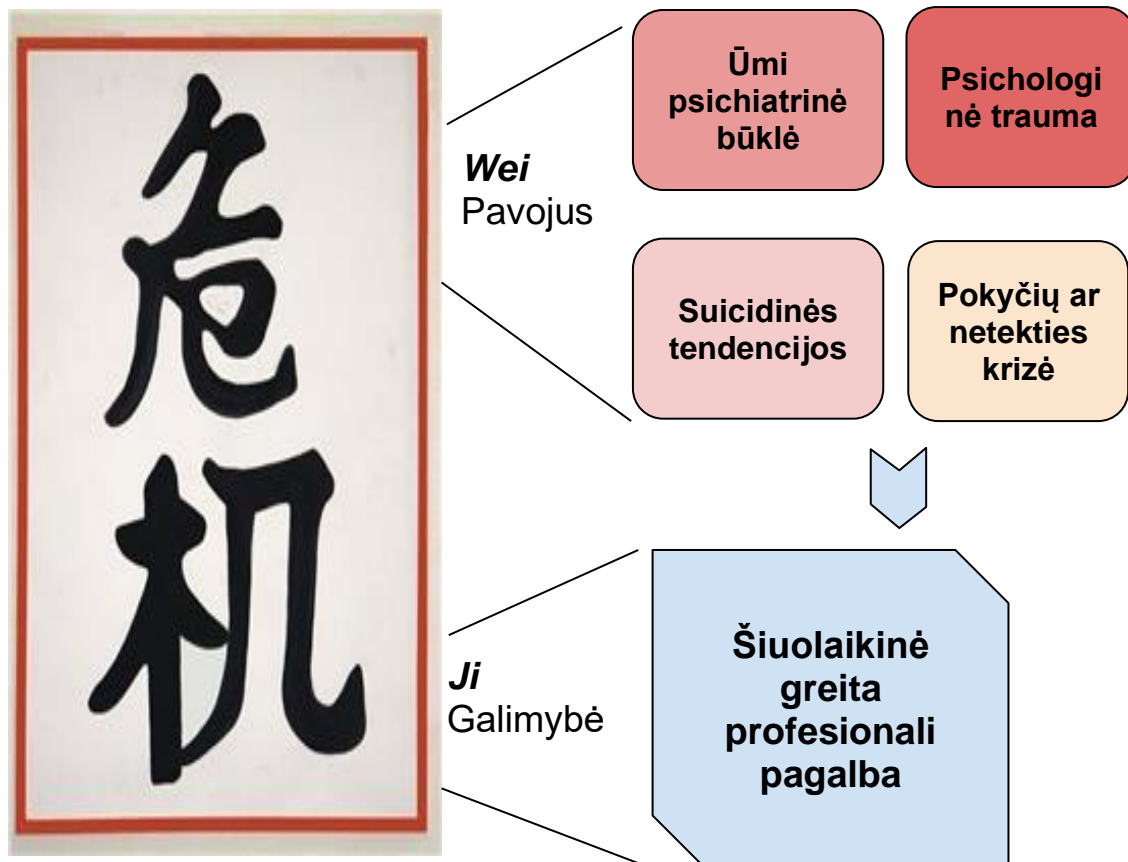 危
机
Wei
Pavojus
Ūmi
psichiatrinė
būklė
Psichologi
nė trauma
Suicidinės
tendencijos
Pokyčių ar
netekties
krizė
Ji
Galimybė
Šiuolaikinė
greita
profesionali
pagalba